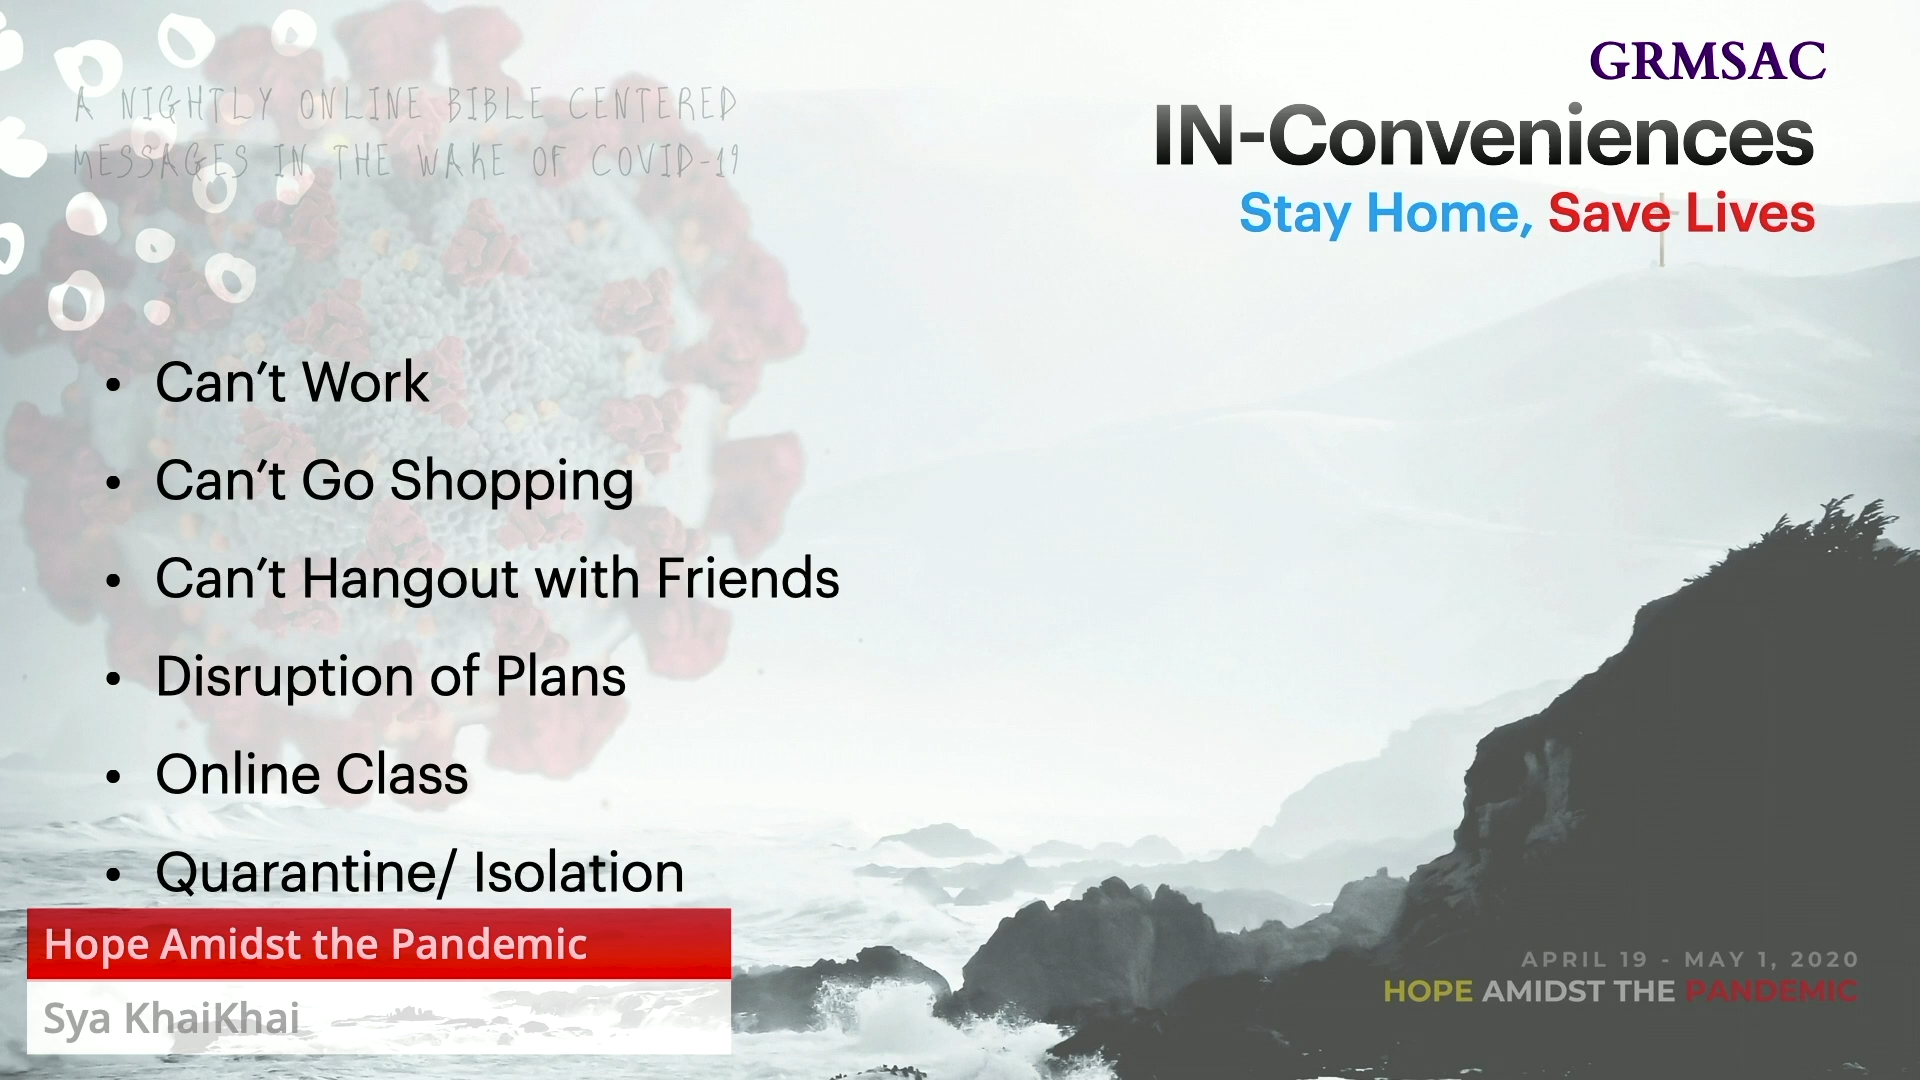 A NIGHTLY ONLINE BIBLE CENTERED
MESSAGES IN THE WAKE OF COVID-19
GRMSAC
IN-Conveniences
Stay Home, Save Lives
• Can’t Work
• Can’t Go Shopping
• Can’t Hangout with Friends
• Disruption of Plans
• Online Class
• Quarantine/ Isolation
Hope Amidst the Pandemic
Sya KhaiKhai
APRIL 19 - MAY 1, 2020
HOPE AMIDST THE PANDEMIC